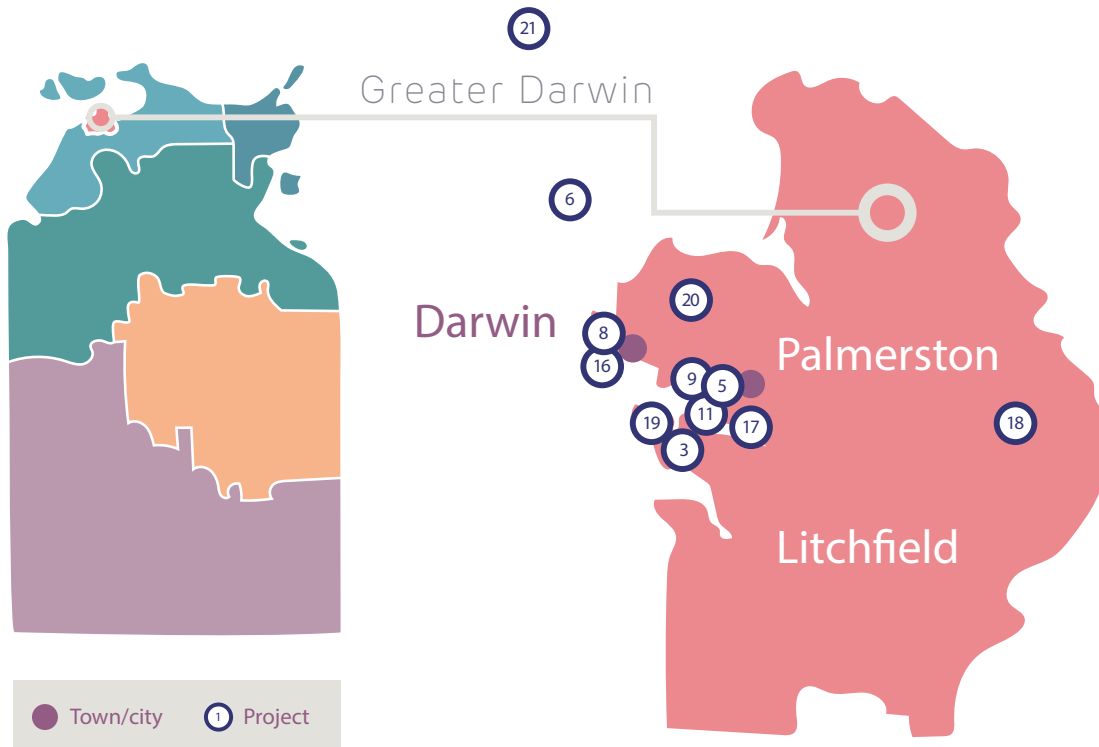 21
Greater Darwin
6
20
Darwin
8
16
Palmerston
9
5
11
19
17
18
3
Litchfield
Town/city
1 Project